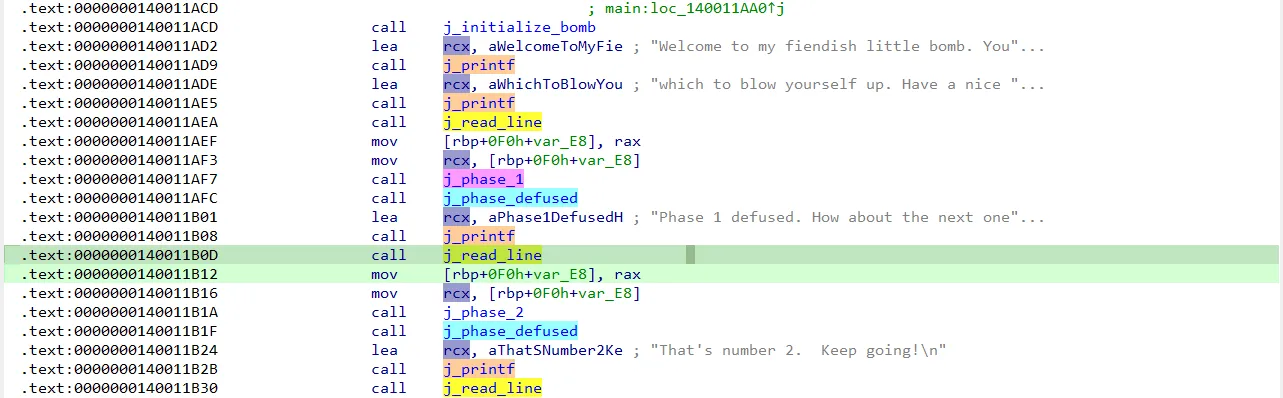 .text:0000000140011ACD ; main:loc_140011AA0↑j
.text:0000000140011ACD call j_initialize_bomb
.text:0000000140011AD2 lea rcx, aWelcomeToMyFie ; "Welcome to my fiendish little bomb. You"...
.text:0000000140011AD9 call j_printf
.text:0000000140011ADE lea rcx, aWhichToBlowYou ; "which to blow yourself up. Have a nice "...
.text:0000000140011AE5 call j_printf
.text:0000000140011AEA call j_read_line
.text:0000000140011AEF mov [rbp+0F0h+var_E8], rax
.text:0000000140011AF3 mov rcx, [rbp+0F0h+var_E8]
.text:0000000140011AF7 call j_phase_1
.text:0000000140011AFC call j_phase_defused
.text:0000000140011B01 lea rcx, aPhase1DefusedH ; "Phase 1 defused. How about the next one"...
.text:0000000140011B08 call j_printf
.text:0000000140011B0D call j_read_line
.text:0000000140011B12 mov [rbp+0F0h+var_E8], rax
.text:0000000140011B16 mov rcx, [rbp+0F0h+var_E8]
.text:0000000140011B1A call j_phase_2
.text:0000000140011B1F call j_phase_defused
.text:0000000140011B24 lea rcx, aThatSNumber2Ke ; "That's number 2.  Keep going!\n"
.text:0000000140011B2B call j_printf
.text:0000000140011B30 call j_read_line